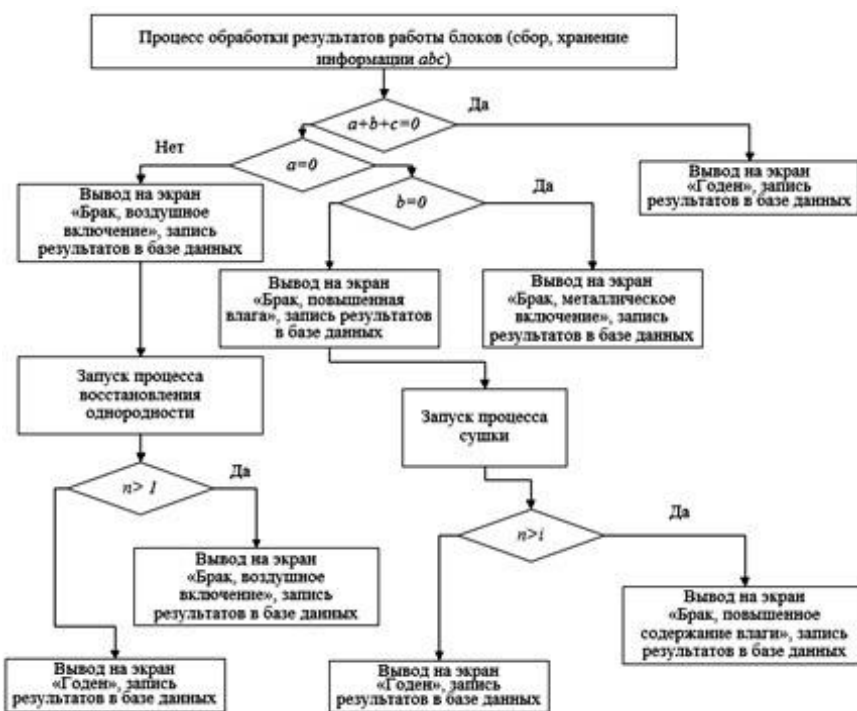 Процесс обработки результатов работы блоков (сбор, хранение
информации abc)
Да
a+b+c=0
Нет
a=0
Вывод на экран
«Годен», запись
результатов в базе данных
Вывод на экран
«Брак, воздушное
включение», запись
результатов в базе данных
Да
b=0
Вывод на экран
«Брак, повышенная
влага», запись результатов
в базе данных
Вывод на экран
«Брак, металлическое
включение», запись
результатов в базе данных
Запуск процесса
восстановления
однородности
Запуск процесса
сушки
Да
n> 1
Да
n>i
Вывод на экран
«Брак, воздушное
включение», запись
результатов в базе данных
Вывод на экран
«Брак, повышенное
содержание влаги», запись
результатов в базе данных
Вывод на экран
«Годен», запись
результатов в базе данных
Вывод на экран
«Годен», запись
результатов в базе данных